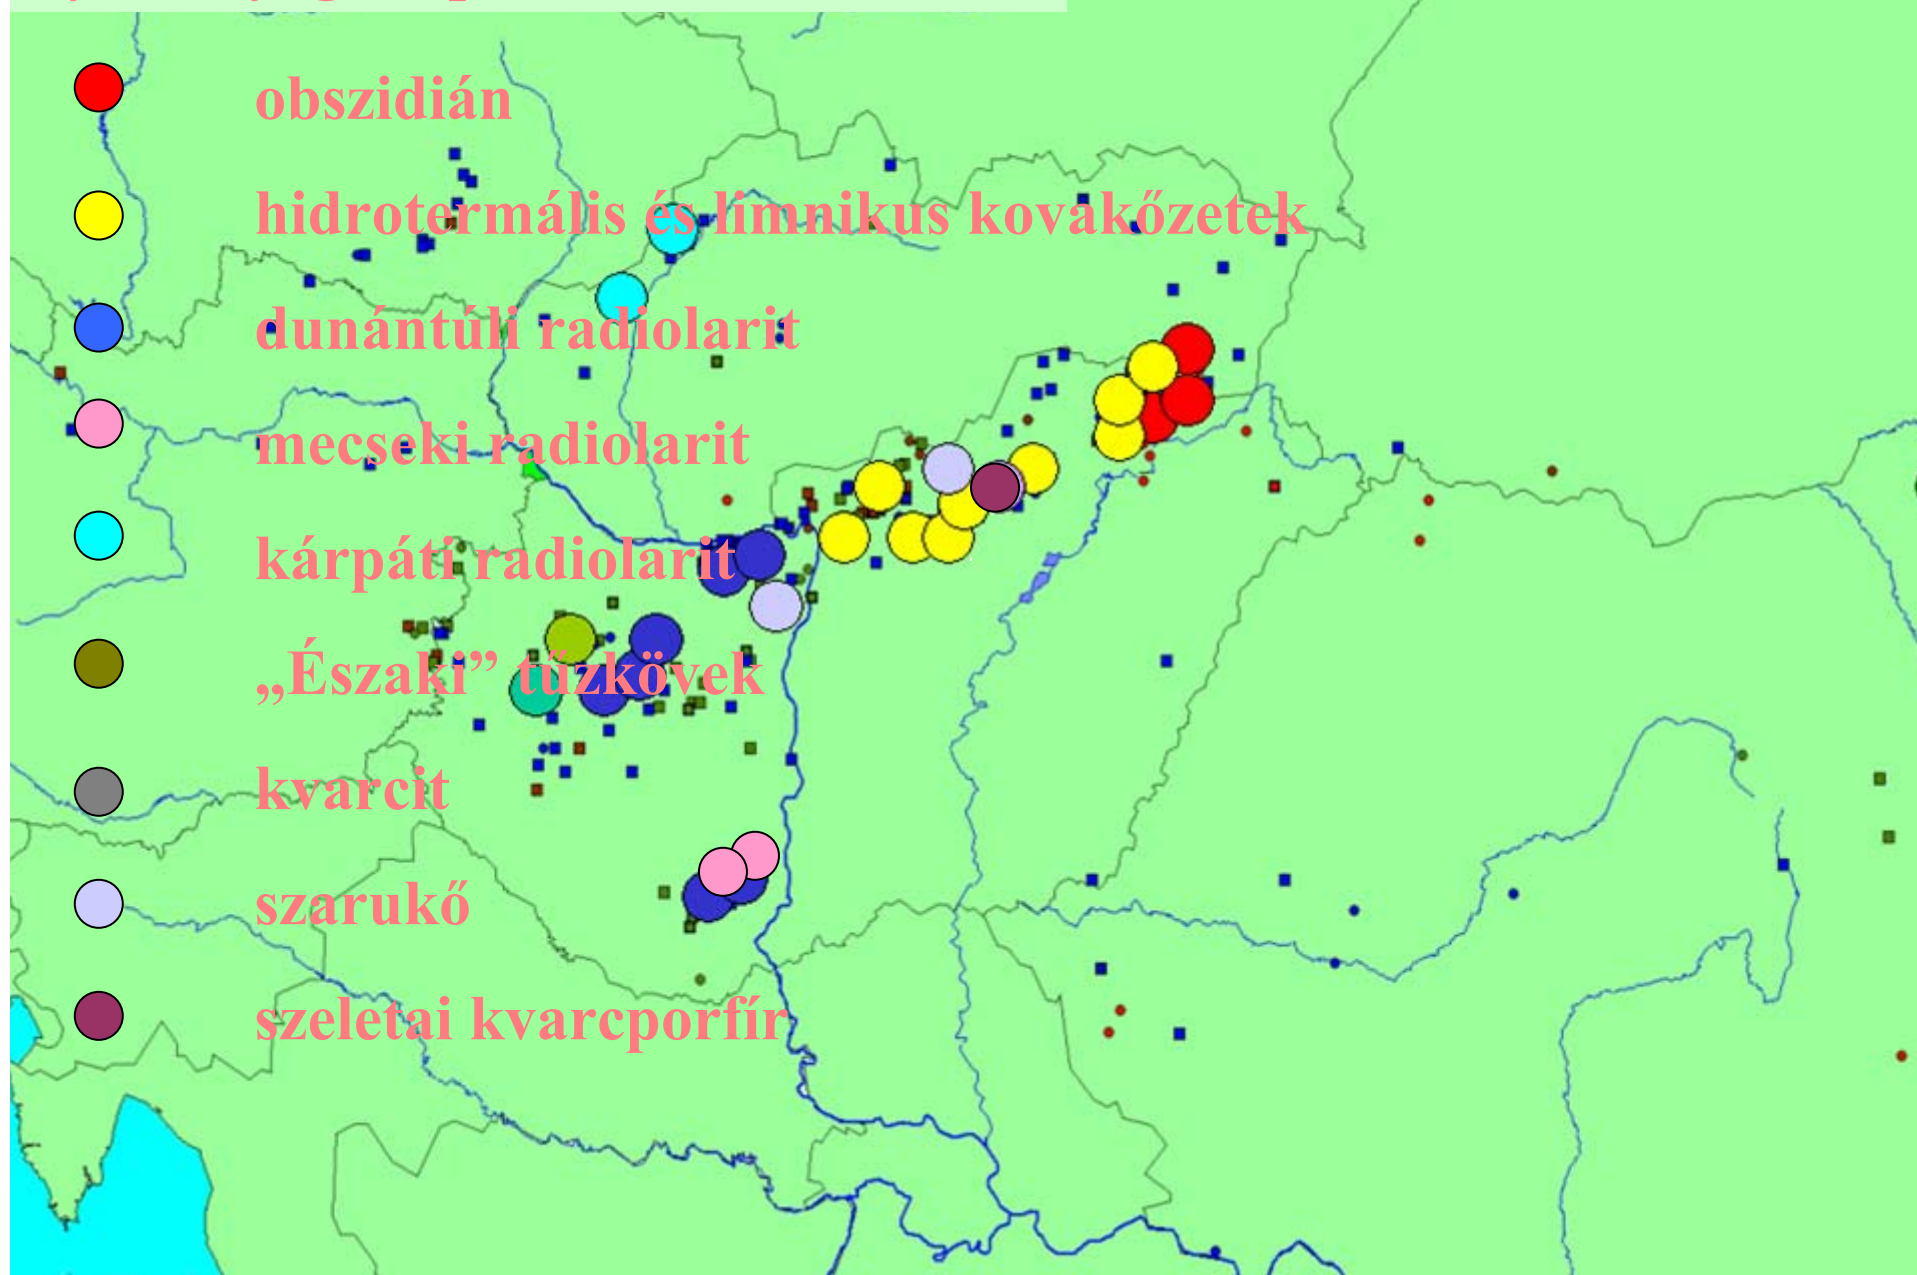 obszidián
hidrotermális és limnikus kovakőzetek
dunántúli radiolarit
mecseki radiolarit
kárpáti radiolarit
„Északi” tűzkövek
kvarcit
szarukő
szeletai kvarcporfír